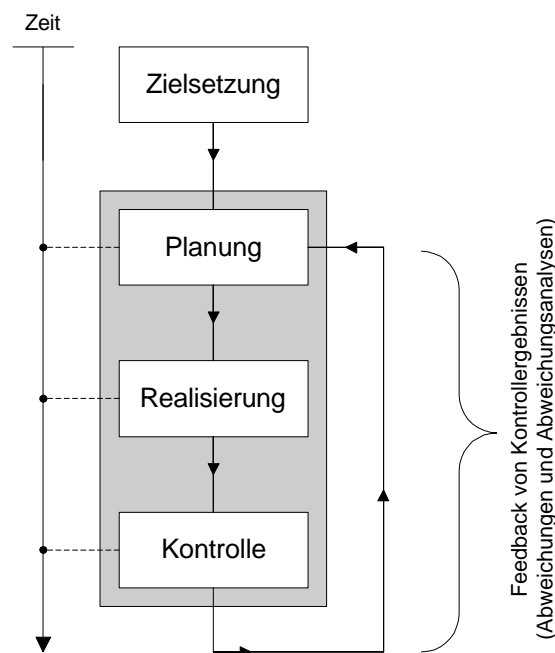 Zeit
Zielsetzung
Planung
Realisierung
Kontrolle
Feedback von Kontrollergebnissen
(Abweichungen und Abweichungsanalysen)